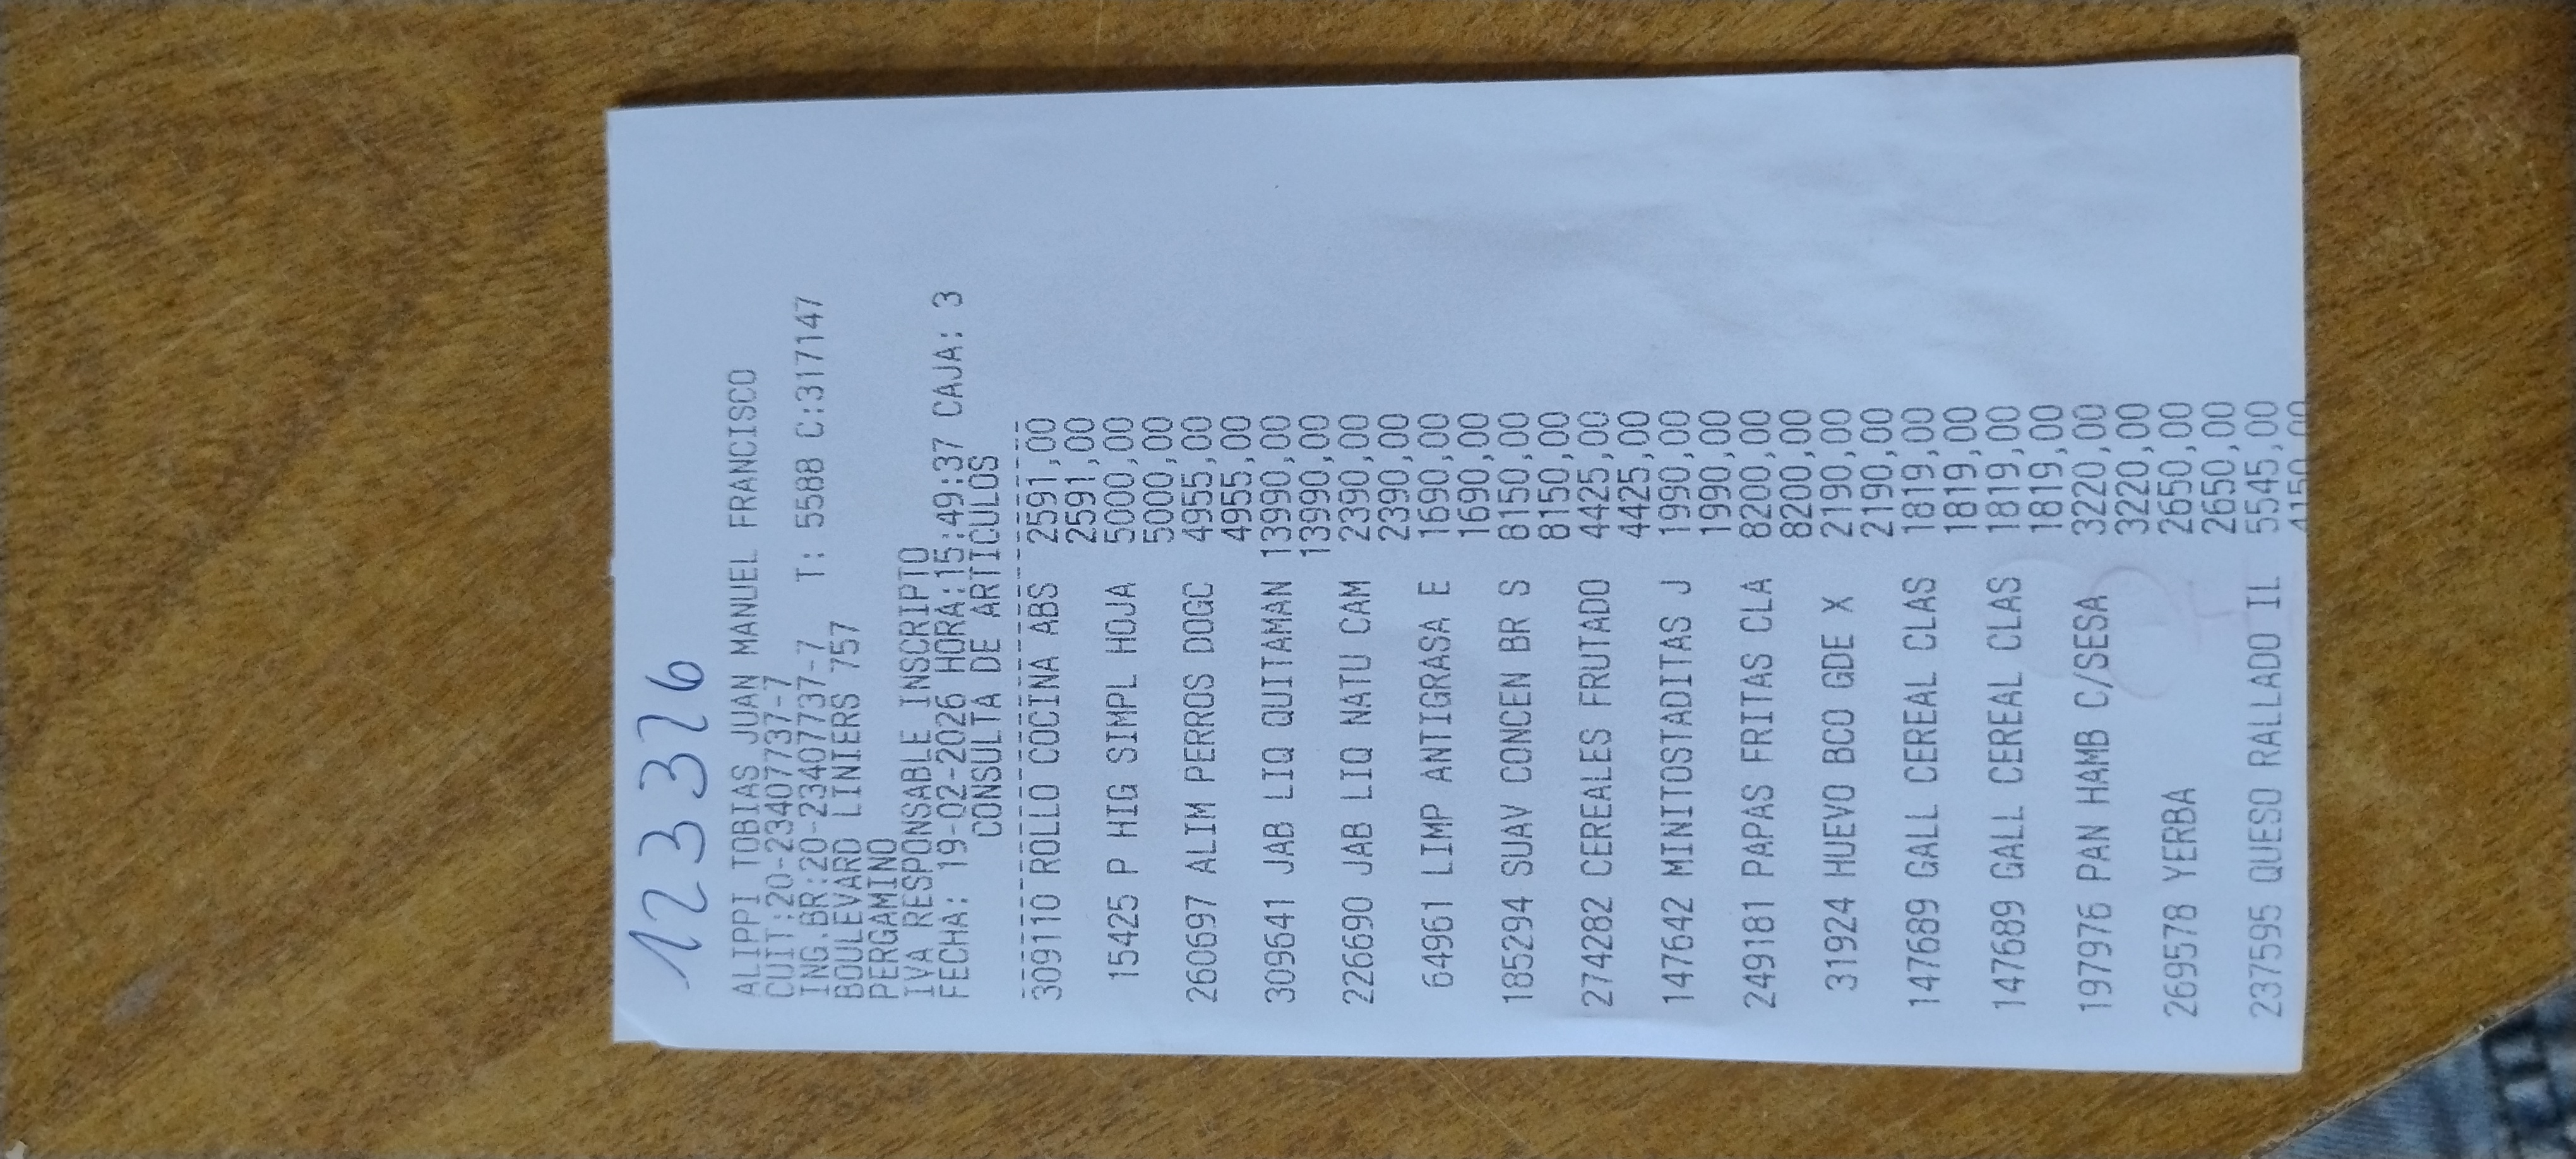 12 3326
ALIPPI TOBIAS JUAN MANUEL FRANCISCO
CUIT:20-23407737-7
ING.BR:20-23407737-7 T: 5588 C:317147
BOULEVARD LINIERS 757
PERGAMINO
IVA RESPONSABLE INSCRIPTO
FECHA: 19-02-2026 HORA:15:49:37 CAJA: 3
CONSULTA DE ARTICULOS
309110 ROLLO COCINA ABS 2591,00
2591,00
15425 P HIG SIMPL HOJA 5000,00
5000,00
260697 ALIM PERROS DOGC 4955,00
4955,00
309641 JAB LIQ QUITAMAN 13990,00
13990,00
226690 JAB LIQ NATU CAM 2390,00
2390,00
64961 LIMP ANTIGRASA E 1690,00
1690,00
185294 SUAV CONCEN BR S 8150,00
8150,00
274282 CEREALES FRUTADO 4425,00
4425,00
147642 MINITOSTADITAS J 1990,00
1990,00
249181 PAPAS FRITAS CLA 8200,00
8200,00
31924 HUEVO BCO GDE X 2190,00
2190,00
147689 GALL CEREAL CLAS 1819,00
1819,00
147689 GALL CEREAL CLAS 1819,00
1819,00
197976 PAN HAMB C/SESA 3220,00
3220,00
269578 YERBA 2650,00
2650,00
237595 QUESO RALLADO IL 5545,00
4150,00